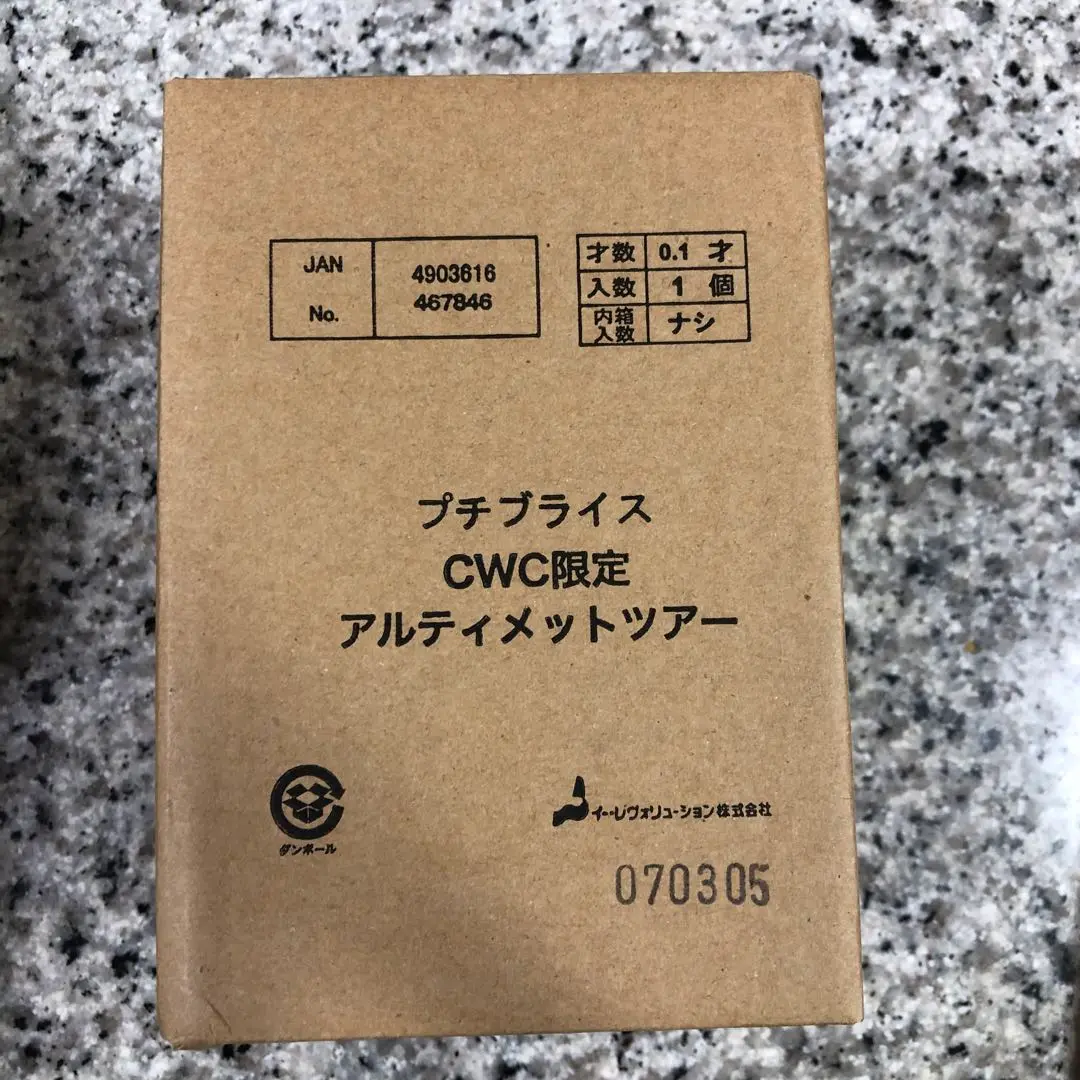 JAN
No.
4903616
467846
才数 0.1 才
入数 1 個
内箱入数 ナシ
プチブライス
CWC限定
アルティメットツアー
ダンボール
イーレヴォリューション株式会社
070305